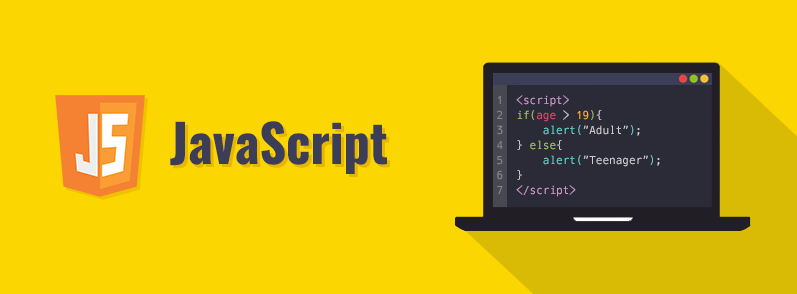 JS
JavaScript
1 <script>
2 if(age > 19){
3     alert(”Adult”);
4 } else{
5     alert(”Teenager”);
6 }
7 </script>